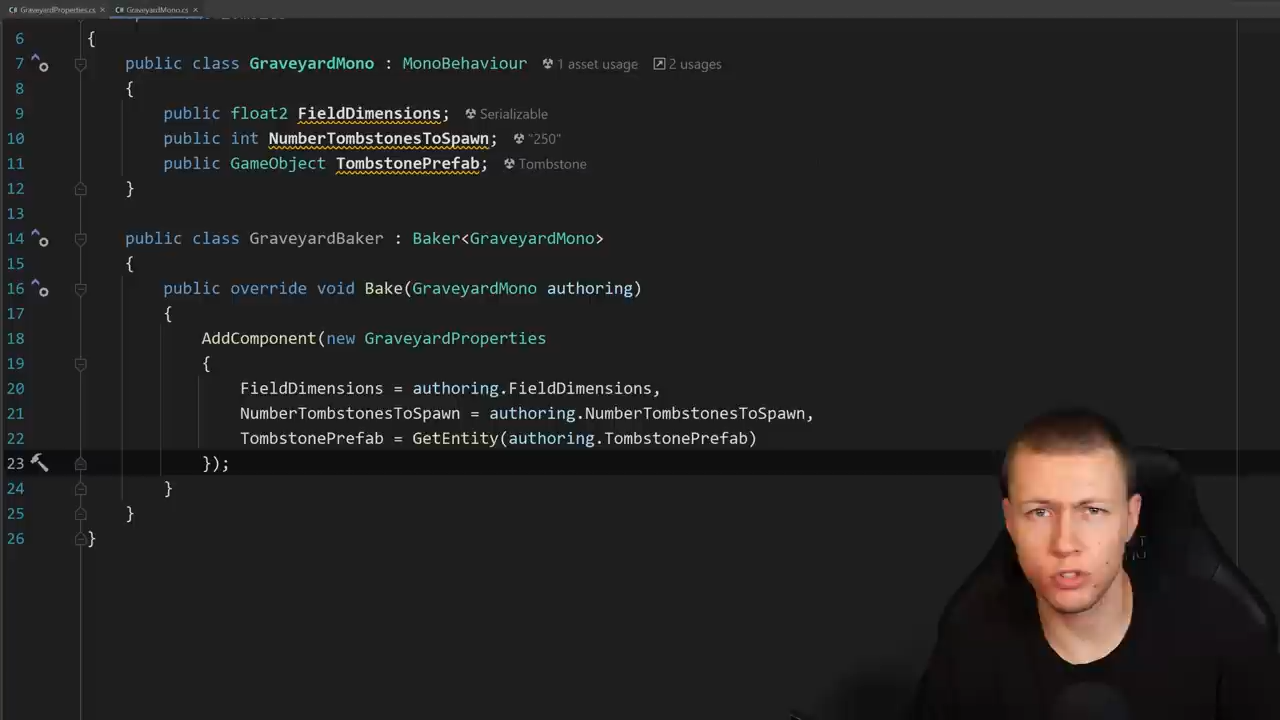 GraveyardProperties.cs × GraveyardMono.cs ×
6 {
7 public class GraveyardMono : MonoBehaviour 1 asset usage 2 usages
8 {
9 public float2 FieldDimensions; Serializable
10 public int NumberTombstonesToSpawn; "250"
11 public GameObject TombstonePrefab; Tombstone
12 }
13
14 public class GraveyardBaker : Baker<GraveyardMono>
15 {
16 public override void Bake(GraveyardMono authoring)
17 {
18 AddComponent(new GraveyardProperties
19 {
20 FieldDimensions = authoring.FieldDimensions,
21 NumberTombstonesToSpawn = authoring.NumberTombstonesToSpawn,
22 TombstonePrefab = GetEntity(authoring.TombstonePrefab)
23 });
24 }
25 }
26 }